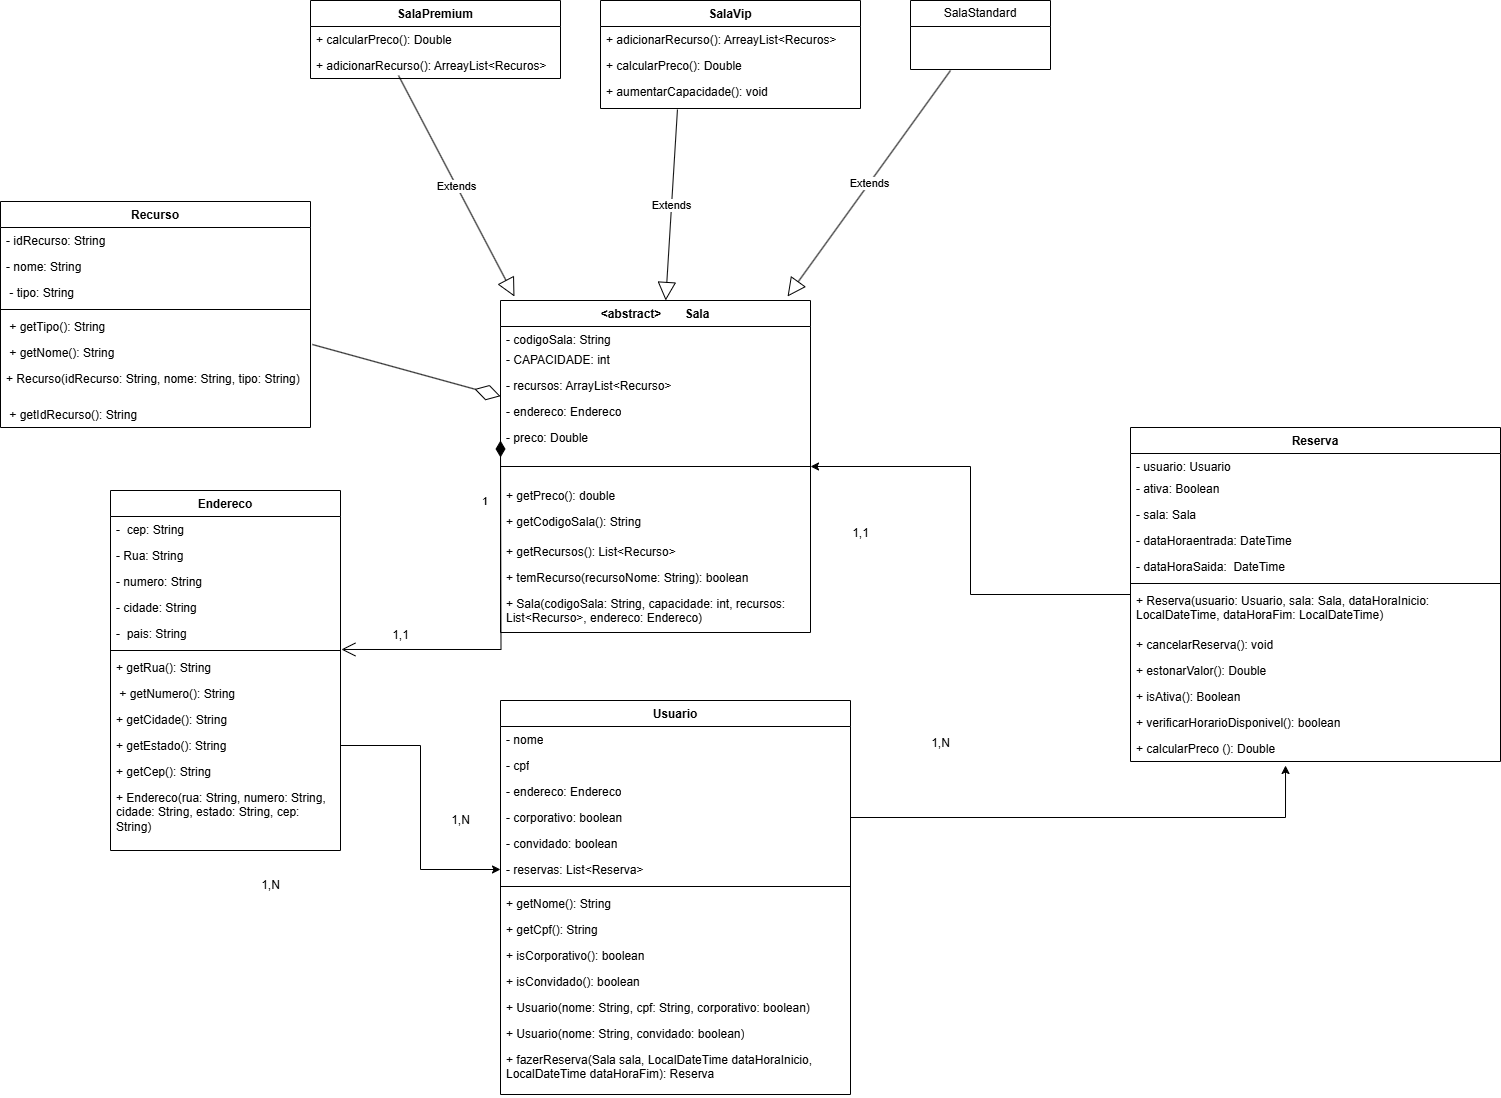 SalaPremium
+ calcularPreco(): Double
+ adicionarRecurso(): ArreayList<Recuros>
SalaVip
+ adicionarRecurso(): ArreayList<Recuros>
+ calcularPreco(): Double
+ aumentarCapacidade(): void
SalaStandard
Extends
Extends
Extends
Recurso
- idRecurso: String
- nome: String
- tipo: String
+ getTipo(): String
+ getNome(): String
+ Recurso(idRecurso: String, nome: String, tipo: String)
+ getIdRecurso(): String
<abstract> Sala
- codigoSala: String
- CAPACIDADE: int
- recursos: ArrayList<Recurso>
- endereco: Endereco
- preco: Double
+ getPreco(): double
+ getCodigoSala(): String
+ getRecursos(): List<Recurso>
+ temRecurso(recursoNome: String): boolean
+ Sala(codigoSala: String, capacidade: int, recursos:
List<Recurso>, endereco: Endereco)
1
1,1
1,1
Reserva
- usuario: Usuario
- ativa: Boolean
- sala: Sala
- dataHoraentrada: DateTime
- dataHoraSaida: DateTime
+ Reserva(usuario: Usuario, sala: Sala, dataHoraInicio:
LocalDateTime, dataHoraFim: LocalDateTime)
+ cancelarReserva(): void
+ estonarValor(): Double
+ isAtiva(): Boolean
+ verificarHorarioDisponivel(): boolean
+ calcularPreco (): Double
Endereco
- cep: String
- Rua: String
- numero: String
- cidade: String
- pais: String
+ getRua(): String
+ getNumero(): String
+ getCidade(): String
+ getEstado(): String
+ getCep(): String
+ Endereco(rua: String, numero: String,
cidade: String, estado: String, cep:
String)
1,N
1,N
1,N
Usuario
- nome
- cpf
- endereco: Endereco
- corporativo: boolean
- convidado: boolean
- reservas: List<Reserva>
+ getNome(): String
+ getCpf(): String
+ isCorporativo(): boolean
+ isConvidado(): boolean
+ Usuario(nome: String, cpf: String, corporativo: boolean)
+ Usuario(nome: String, convidado: boolean)
+ fazerReserva(Sala sala, LocalDateTime dataHoraInicio,
LocalDateTime dataHoraFim): Reserva